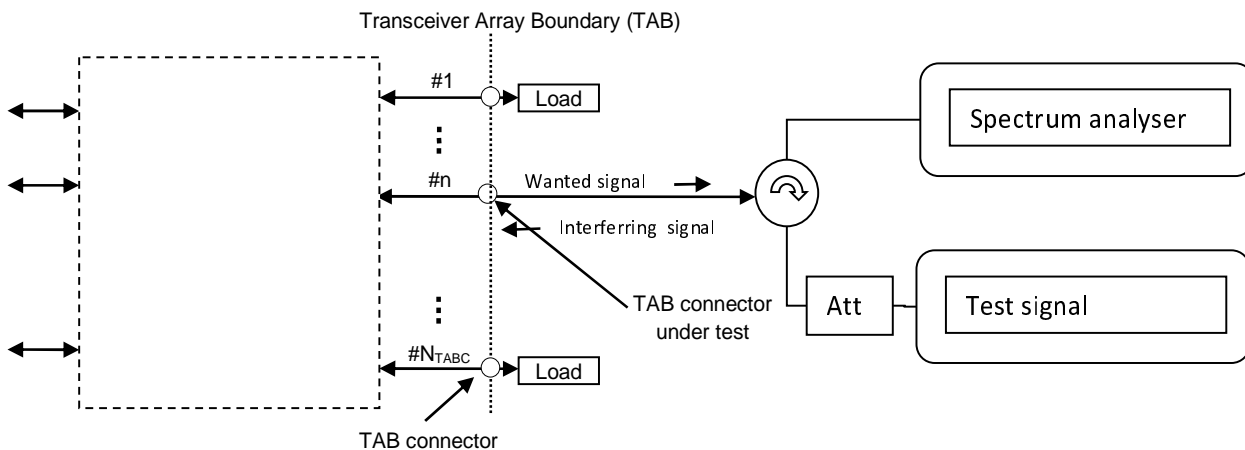 Transceiver Array Boundary (TAB)
#1
Load
Spectrum analyser
#n
Wanted signal
Interferring signal
TAB connector
under test
Att
Test signal
#NTABC
Load
TAB connector